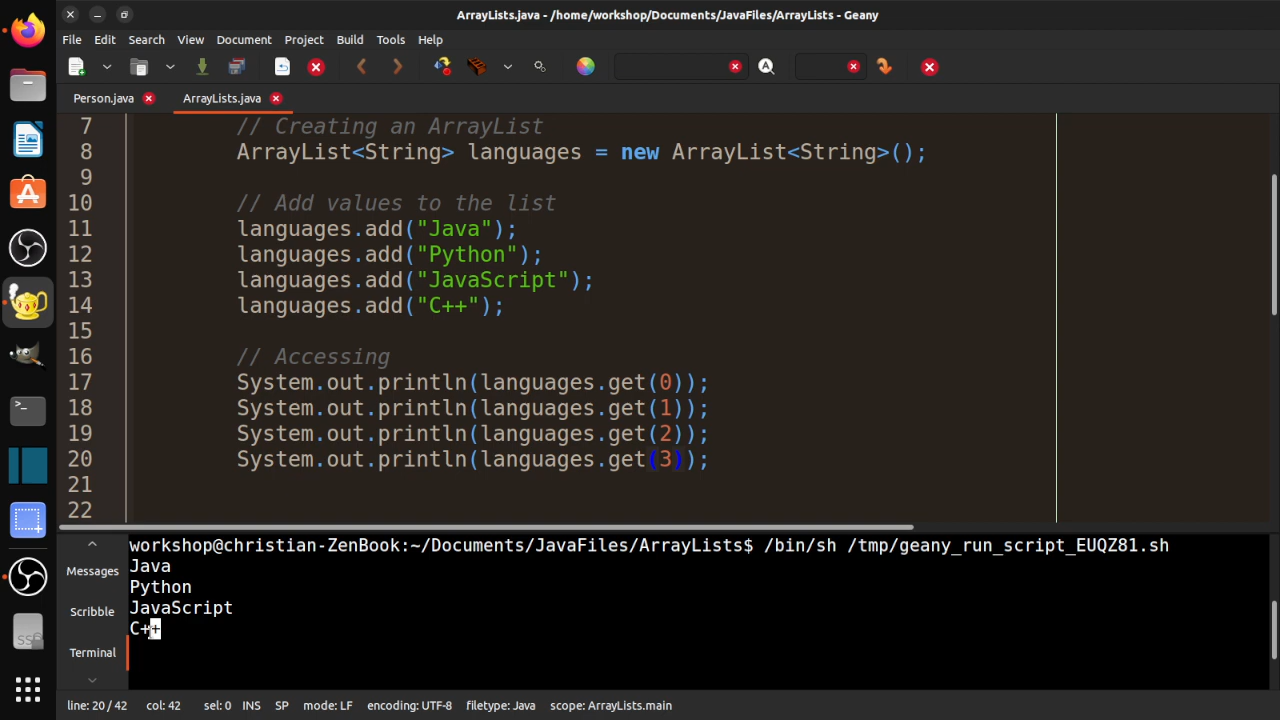 ArrayLists.java - /home/workshop/Documents/JavaFiles/ArrayLists - Geany
File Edit Search View Document Project Build Tools Help
Person.java ArrayLists.java
7 // Creating an ArrayList
8 ArrayList<String> languages = new ArrayList<String>();
9
10 // Add values to the list
11 languages.add("Java");
12 languages.add("Python");
13 languages.add("JavaScript");
14 languages.add("C++");
15
16 // Accessing
17 System.out.println(languages.get(0));
18 System.out.println(languages.get(1));
19 System.out.println(languages.get(2));
20 System.out.println(languages.get(3));
21
22
Messages
Scribble
Terminal
workshop@christian-ZenBook:~/Documents/JavaFiles/ArrayLists$ /bin/sh /tmp/geany_run_script_EUQZ81.sh
Java
Python
JavaScript
C++
SSD
line: 20 / 42 col: 42 sel: 0 INS SP mode: LF encoding: UTF-8 filetype: Java scope: ArrayLists.main